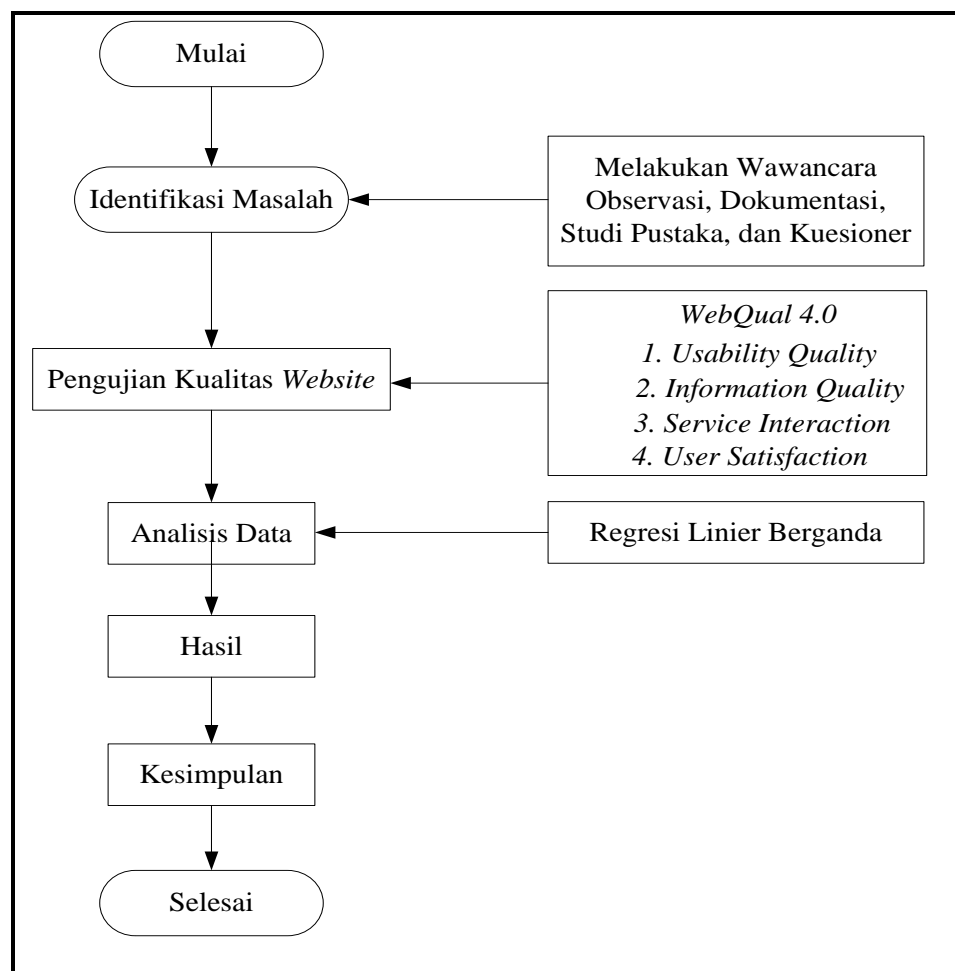 Mulai
Identifikasi Masalah
Melakukan Wawancara
Observasi, Dokumentasi,
Studi Pustaka, dan Kuesioner
Pengujian Kualitas Website
WebQual 4.0
1. Usability Quality
2. Information Quality
3. Service Interaction
4. User Satisfaction
Analisis Data
Regresi Linier Berganda
Hasil
Kesimpulan
Selesai